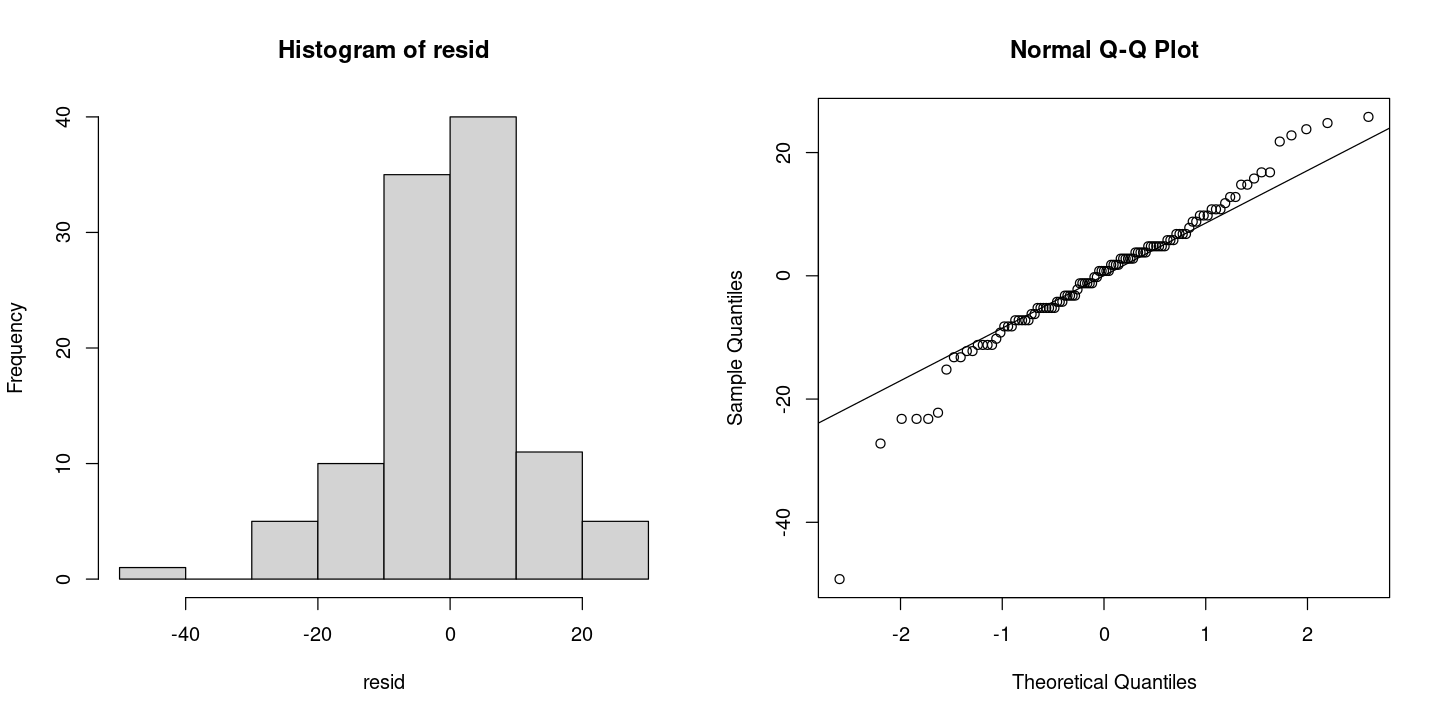 Histogram of resid
Frequency
40
30
20
10
0
-40 -20 0 20
resid
Normal Q-Q Plot
Sample Quantiles
20
0
-20
-40
-2 -1 0 1 2
Theoretical Quantiles